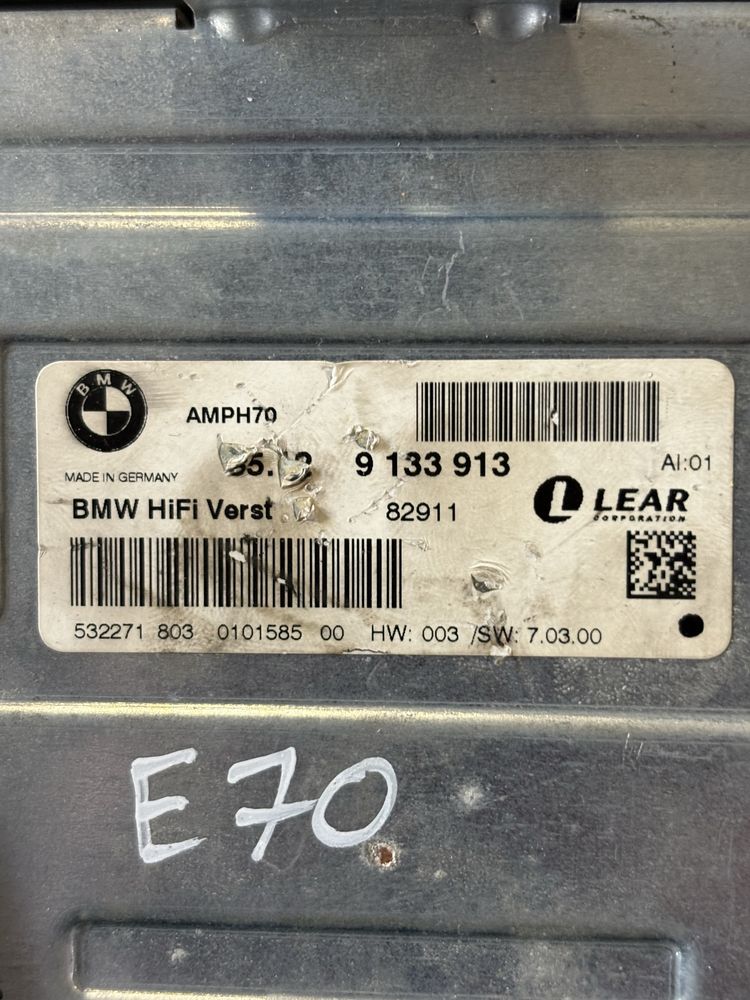 BMW
AMPH70
9 133 913
AI:01
MADE IN GERMANY
BMW HiFi Verst
82911
LEAR
CORPORATION
532271 803 0101585 00 HW: 003 /SW: 7.03.00
E70